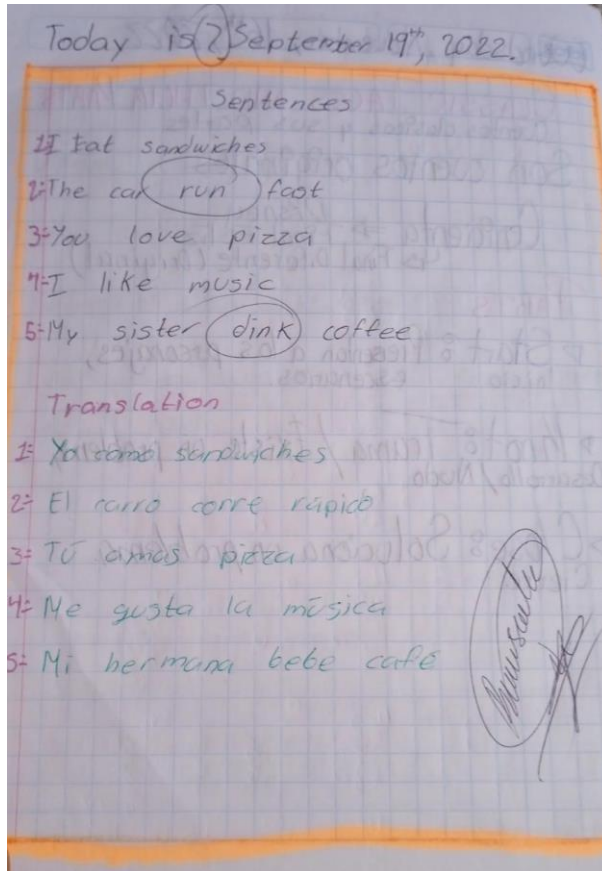 Today is ? September 19th, 2022.
Sentences
1= I Eat sandwiches
2=The car run foot
3=You love pizza
4=I like music
5=My sister dink coffee
Translation
1= Yo como sandwiches
2= El carro corre rápido
3= Tú amas pizza
4= Me gusta la música
5= Mi hermana bebe café